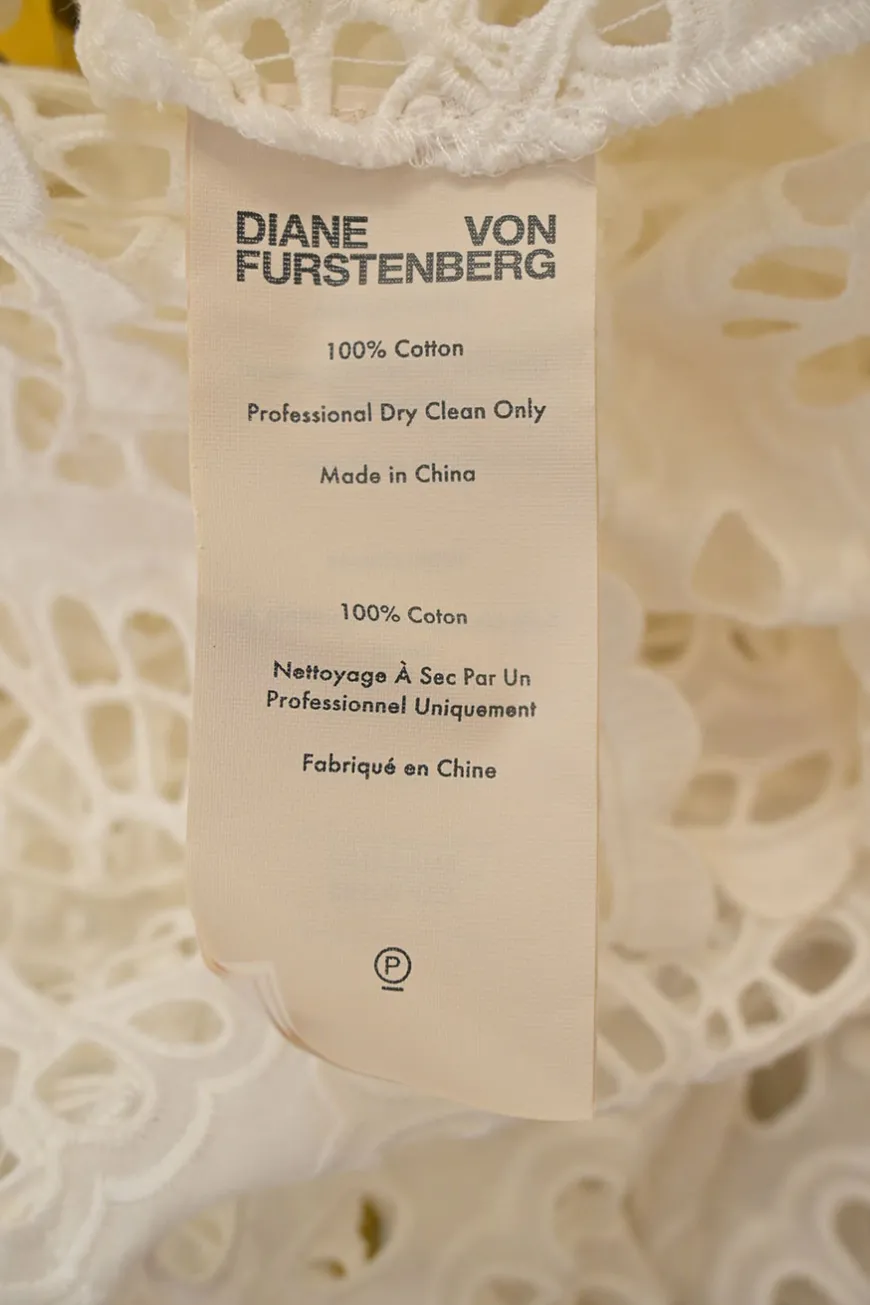 DIANE VON
FURSTENBERG
100% Cotton
Professional Dry Clean Only
Made in China
100% Coton
Nettoyage À Sec Par Un
Professionnel Uniquement
Fabriqué en Chine
P